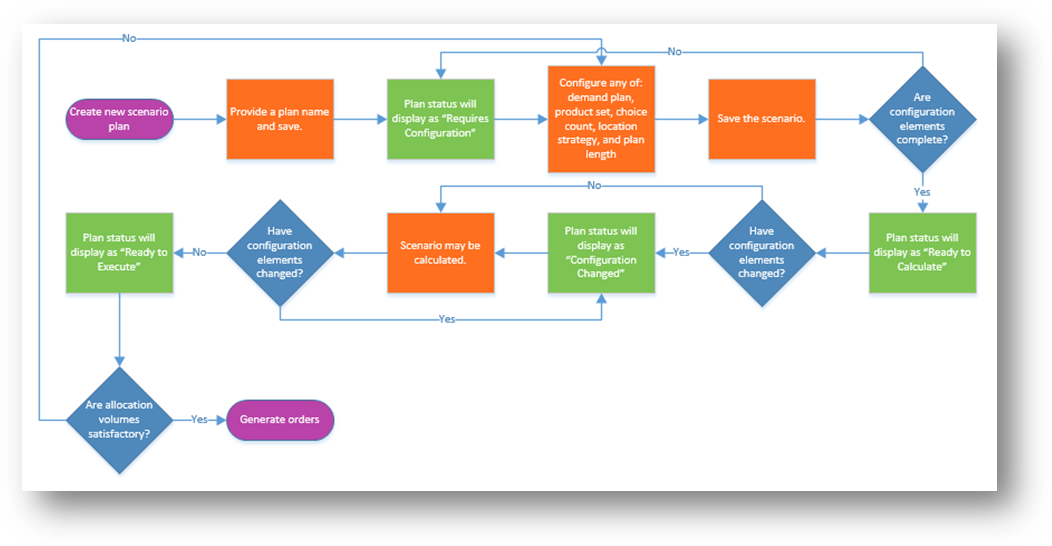 No
No
Create new scenario
plan
Provide a plan name
and save.
Plan status will
display as “Requires
Configuration”
Configure any of:
demand plan,
product set, choice
count, location
strategy, and plan
length
Save the scenario.
Are
configuration
elements
complete?
Yes
No
Plan status will
display as “Ready to
Calculate”
Have
configuration
elements
changed?
Yes
Plan status will
display as
“Configuration
Changed”
Scenario may be
calculated.
Have
configuration
elements
changed?
No
Plan status will
display as “Ready to
Execute”
Yes
Are allocation
volumes
satisfactory?
Yes
Generate orders